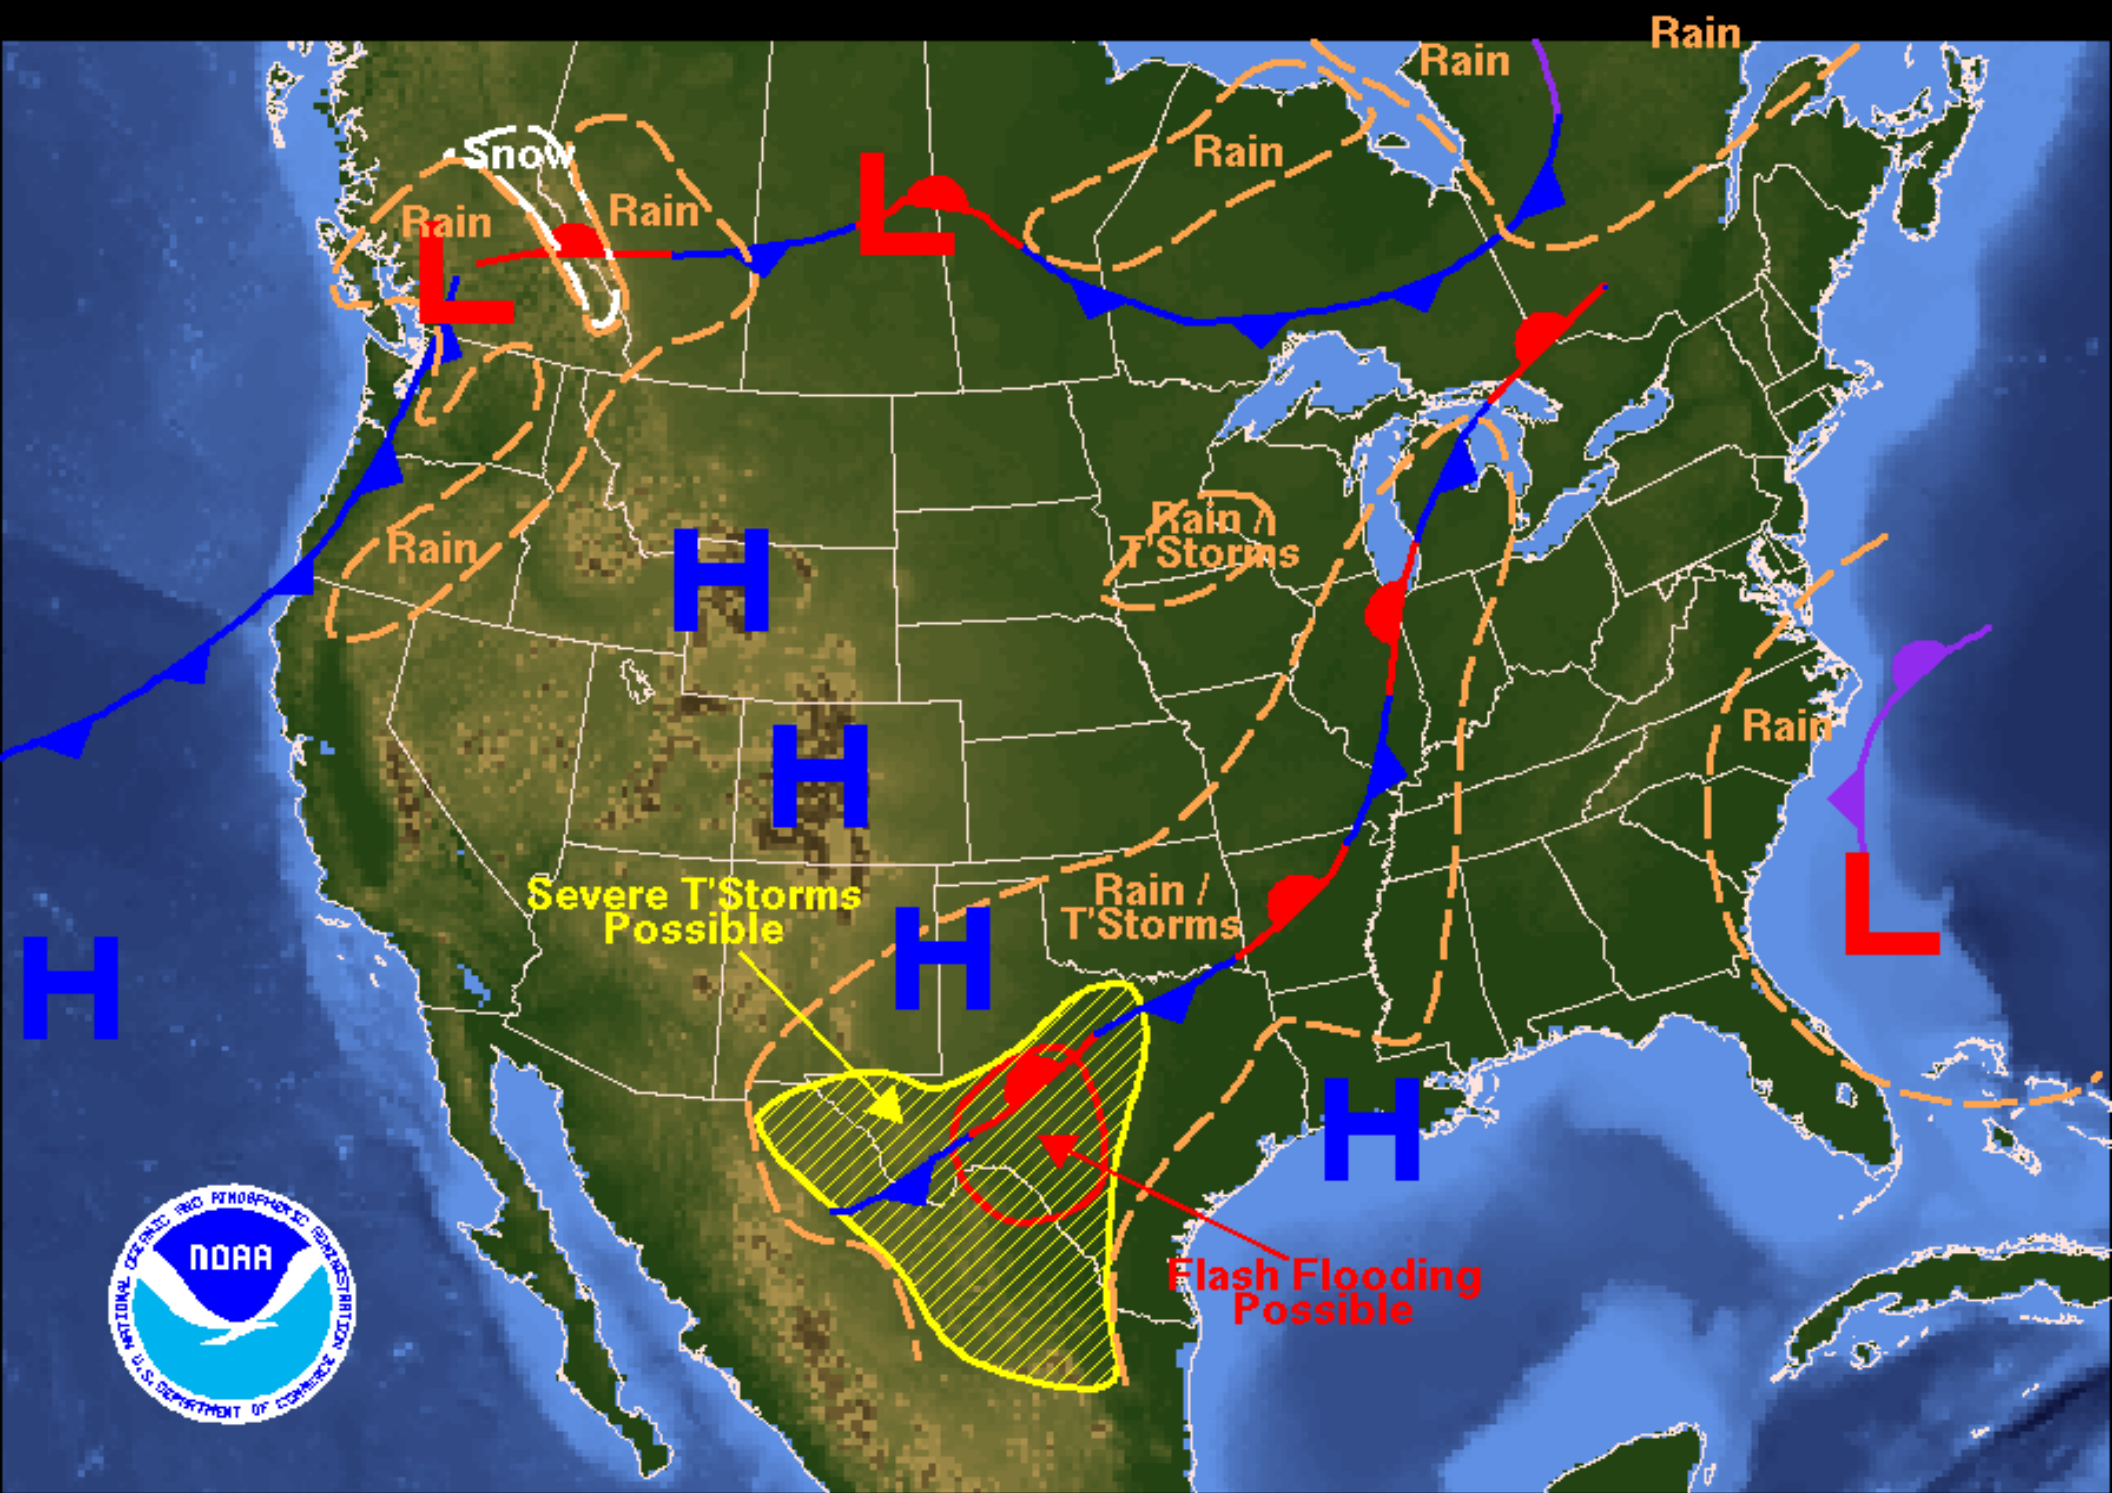 Rain
Rain
Snow
Rain
Rain
Rain
L
L
Rain /
T'Storms
Rain
H
Rain
H
Severe T'Storms
Possible
Rain /
T'Storms
L
H
H
H
Flash Flooding
Possible
NOAA
NATIONAL OCEANIC AND ATMOSPHERIC ADMINISTRATION
U.S. DEPARTMENT OF COMMERCE